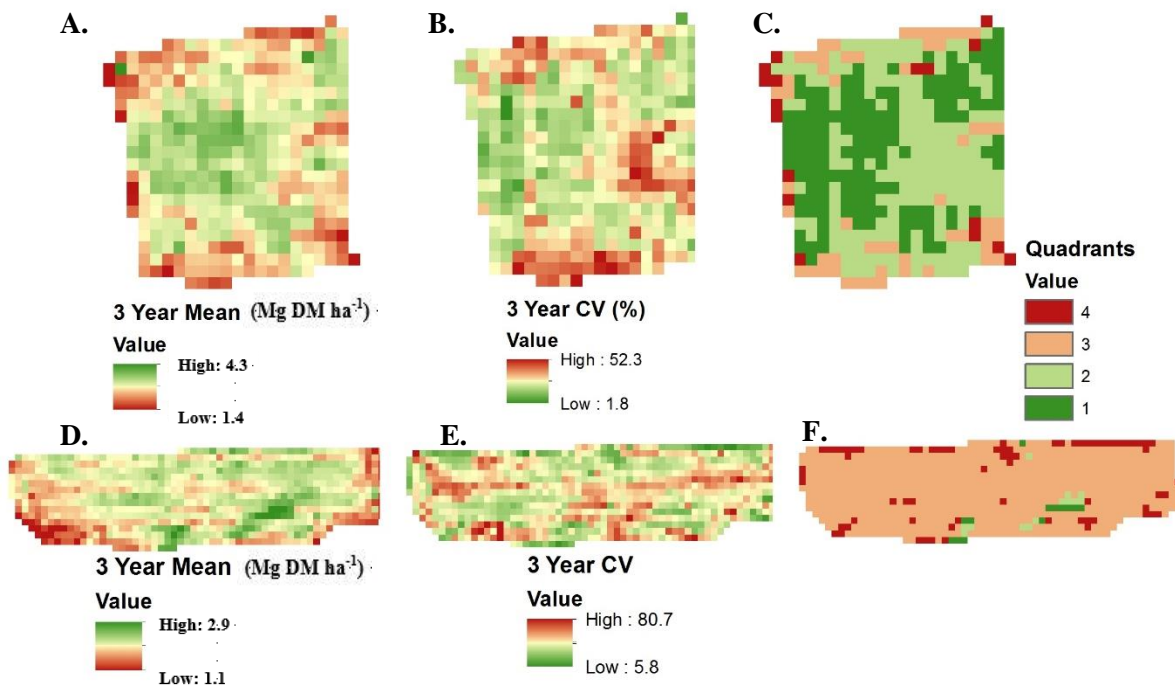 A.
B.
C.
3 Year Mean (Mg DM ha⁻¹)
Value
High: 4.3
Low: 1.4
3 Year CV (%)
Value
High : 52.3
Low : 1.8
Quadrants
Value
4
3
2
1
D.
E.
F.
3 Year Mean (Mg DM ha⁻¹)
Value
High: 2.9
Low: 1.1
3 Year CV
Value
High : 80.7
Low : 5.8